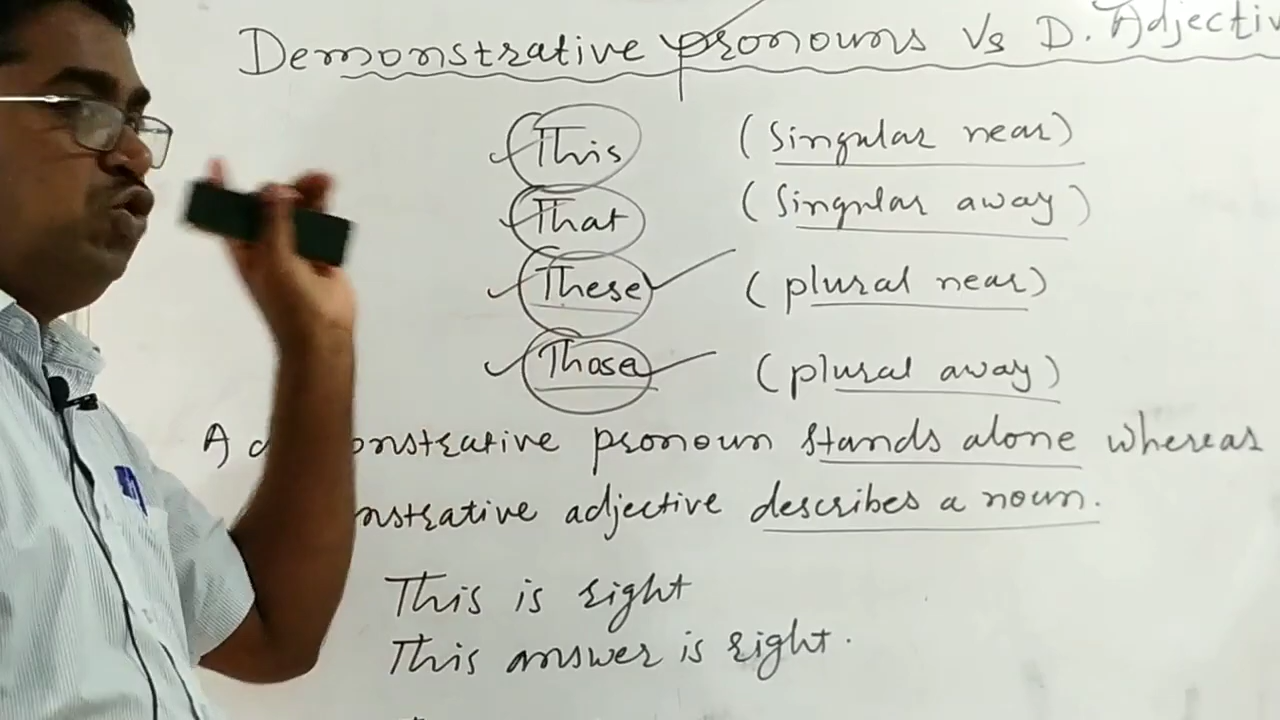 Demonstrative pronouns Vs D. Adjectiv
This (Singular near)
That (Singular away)
These (plural near)
Those (plural away)
A d onstrative pronoun stands alone whereas
nstrative adjective describes a noun.
This is right
This answer is right.